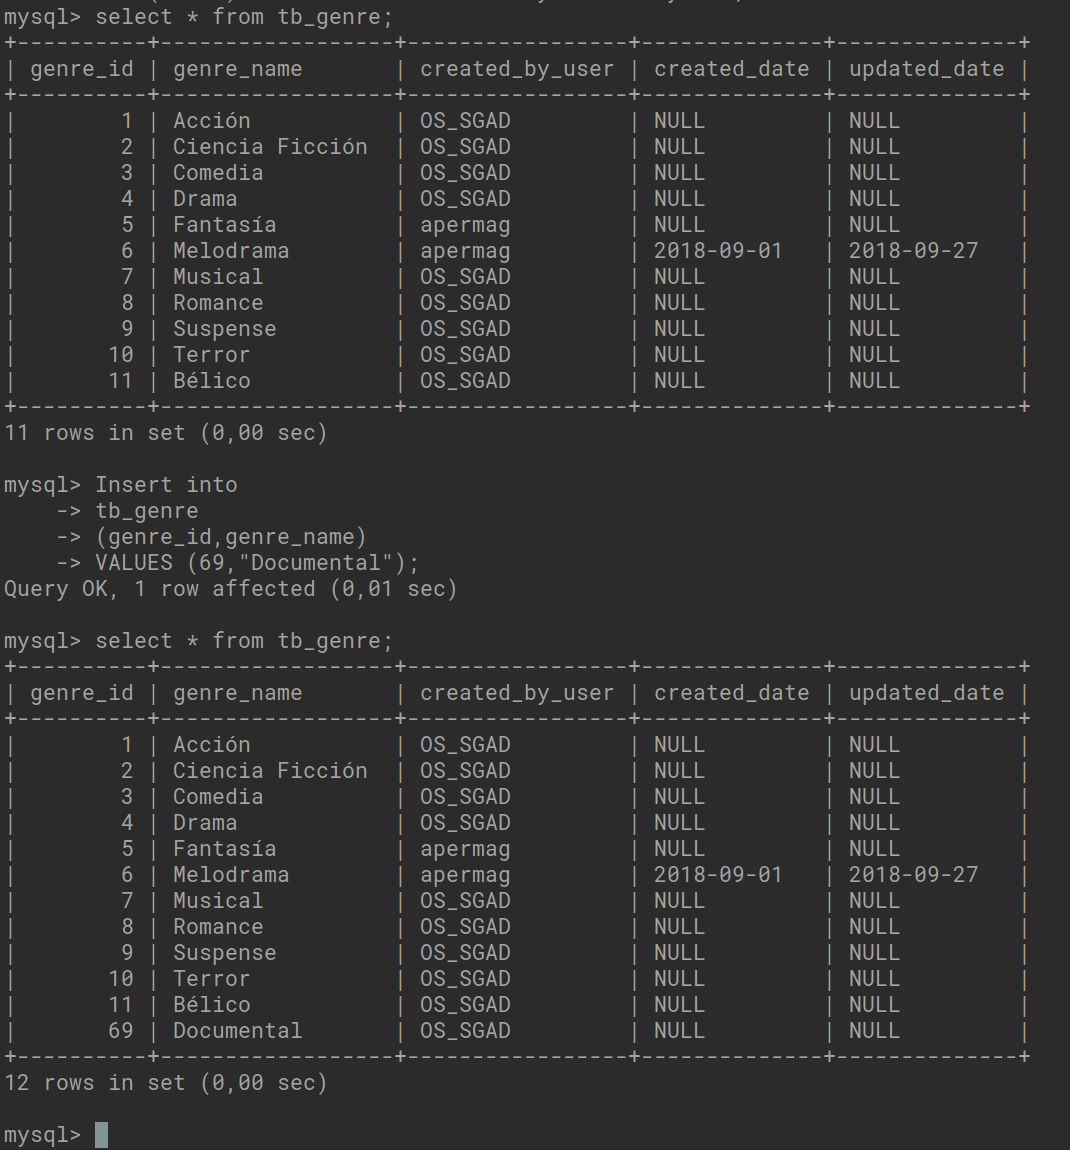 mysql> select * from tb_genre;
+----------+------------------+-----------------+--------------+--------------+
| genre_id | genre_name       | created_by_user | created_date | updated_date |
+----------+------------------+-----------------+--------------+--------------+
|        1 | Acción           | OS_SGAD         | NULL         | NULL         |
|        2 | Ciencia Ficción  | OS_SGAD         | NULL         | NULL         |
|        3 | Comedia          | OS_SGAD         | NULL         | NULL         |
|        4 | Drama            | OS_SGAD         | NULL         | NULL         |
|        5 | Fantasía         | apermag         | NULL         | NULL         |
|        6 | Melodrama        | apermag         | 2018-09-01   | 2018-09-27   |
|        7 | Musical          | OS_SGAD         | NULL         | NULL         |
|        8 | Romance          | OS_SGAD         | NULL         | NULL         |
|        9 | Suspense         | OS_SGAD         | NULL         | NULL         |
|       10 | Terror           | OS_SGAD         | NULL         | NULL         |
|       11 | Bélico           | OS_SGAD         | NULL         | NULL         |
+----------+------------------+-----------------+--------------+--------------+
11 rows in set (0,00 sec)
mysql> Insert into
    -> tb_genre
    -> (genre_id,genre_name)
    -> VALUES (69,"Documental");
Query OK, 1 row affected (0,01 sec)
mysql> select * from tb_genre;
+----------+------------------+-----------------+--------------+--------------+
| genre_id | genre_name       | created_by_user | created_date | updated_date |
+----------+------------------+-----------------+--------------+--------------+
|        1 | Acción           | OS_SGAD         | NULL         | NULL         |
|        2 | Ciencia Ficción  | OS_SGAD         | NULL         | NULL         |
|        3 | Comedia          | OS_SGAD         | NULL         | NULL         |
|        4 | Drama            | OS_SGAD         | NULL         | NULL         |
|        5 | Fantasía         | apermag         | NULL         | NULL         |
|        6 | Melodrama        | apermag         | 2018-09-01   | 2018-09-27   |
|        7 | Musical          | OS_SGAD         | NULL         | NULL         |
|        8 | Romance          | OS_SGAD         | NULL         | NULL         |
|        9 | Suspense         | OS_SGAD         | NULL         | NULL         |
|       10 | Terror           | OS_SGAD         | NULL         | NULL         |
|       11 | Bélico           | OS_SGAD         | NULL         | NULL         |
|       69 | Documental       | OS_SGAD         | NULL         | NULL         |
+----------+------------------+-----------------+--------------+--------------+
12 rows in set (0,00 sec)
mysql>